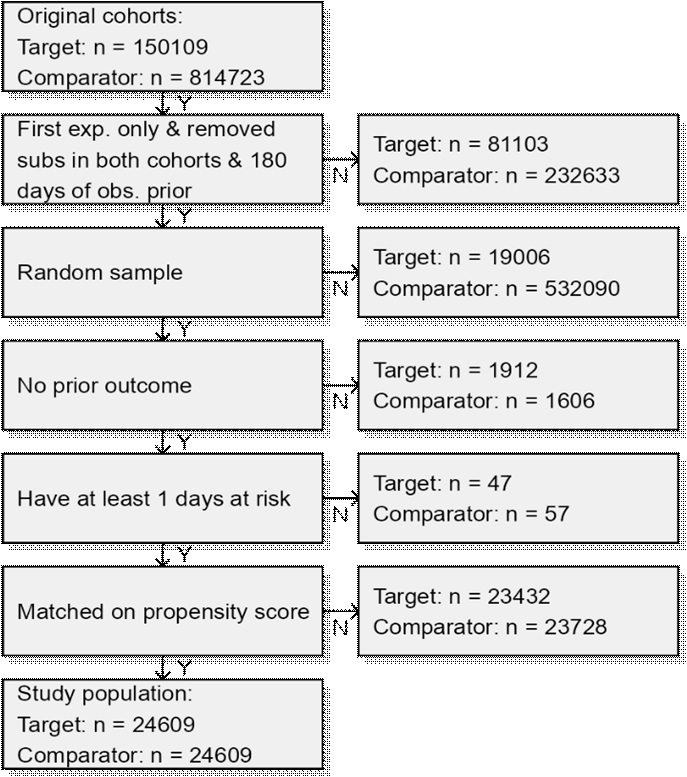 Original cohorts:
Target: n = 150109
Comparator: n = 814723
Y
First exp. only & removed
subs in both cohorts & 180
days of obs. prior
N
Target: n = 81103
Comparator: n = 232633
Y
Random sample
N
Target: n = 19006
Comparator: n = 532090
Y
No prior outcome
N
Target: n = 1912
Comparator: n = 1606
Y
Have at least 1 days at risk
N
Target: n = 47
Comparator: n = 57
Y
Matched on propensity score
N
Target: n = 23432
Comparator: n = 23728
Y
Study population:
Target: n = 24609
Comparator: n = 24609